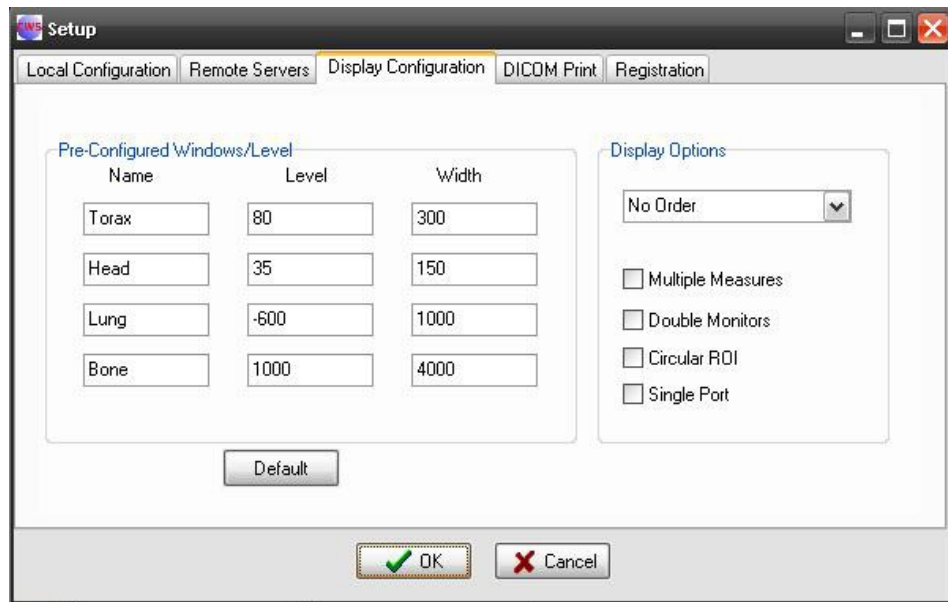 CWS Setup
Local Configuration Remote Servers Display Configuration DICOM Print Registration
Pre-Configured Windows/Level
Name Level Width
Torax 80 300
Head 35 150
Lung -600 1000
Bone 1000 4000
Default
Display Options
No Order
Multiple Measures
Double Monitors
Circular ROI
Single Port
OK Cancel